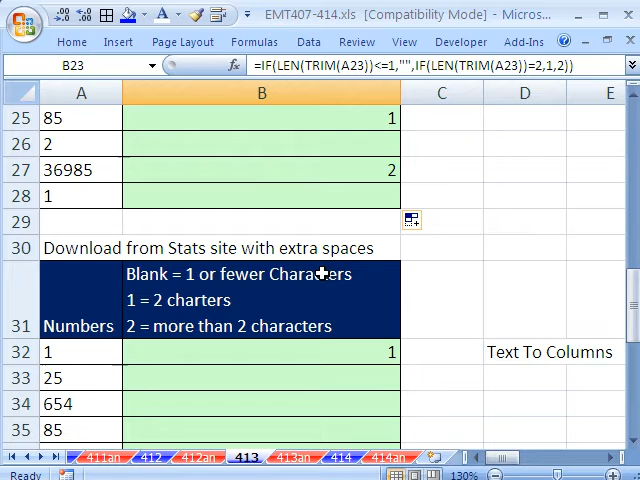 EMT407-414.xls [Compatibility Mode] - Micros...
Home Insert Page Layout Formulas Data Review Developer Add-Ins
B23 fx =IF(LEN(TRIM(A23))<=1,"",IF(LEN(TRIM(A23))=2,1,2))
A B C D E
25 85 1
26 2
27 36985 2
28 1
29
30 Download from Stats site with extra spaces
Blank = 1 or fewer Characters
1 = 2 charters
31 Numbers 2 = more than 2 characters
32 1 1 Text To Columns
33 25
34 654
35 85
411an 412 412an 413 413an 414 414an
Ready 130%